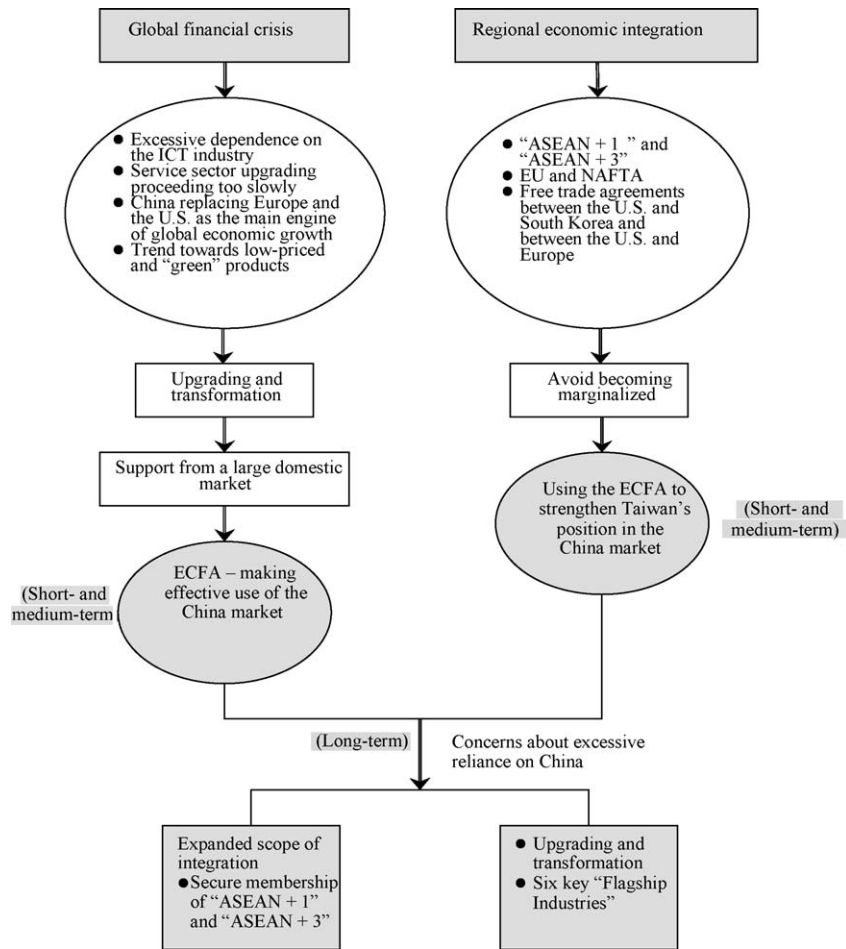 Global financial crisis
Regional economic integration
● Excessive dependence on
the ICT industry
● Service sector upgrading
proceeding too slowly
● China replacing Europe and
the U.S. as the main engine
of global economic growth
● Trend towards low-priced
and “green” products
● “ASEAN + 1 ” and
“ASEAN + 3”
● EU and NAFTA
● Free trade agreements
between the U.S. and
South Korea and
between the U.S. and
Europe
Upgrading and
transformation
Avoid becoming
marginalized
Support from a large domestic
market
Using the ECFA to
strengthen Taiwan’s
position in the
China market
(Short- and
medium-term)
ECFA – making
effective use of the
China market
(Short- and
medium-term
(Long-term)
Concerns about excessive
reliance on China
Expanded scope of
integration
●Secure membership
of “ASEAN + 1”
and “ASEAN + 3”
● Upgrading and
transformation
● Six key “Flagship
Industries”